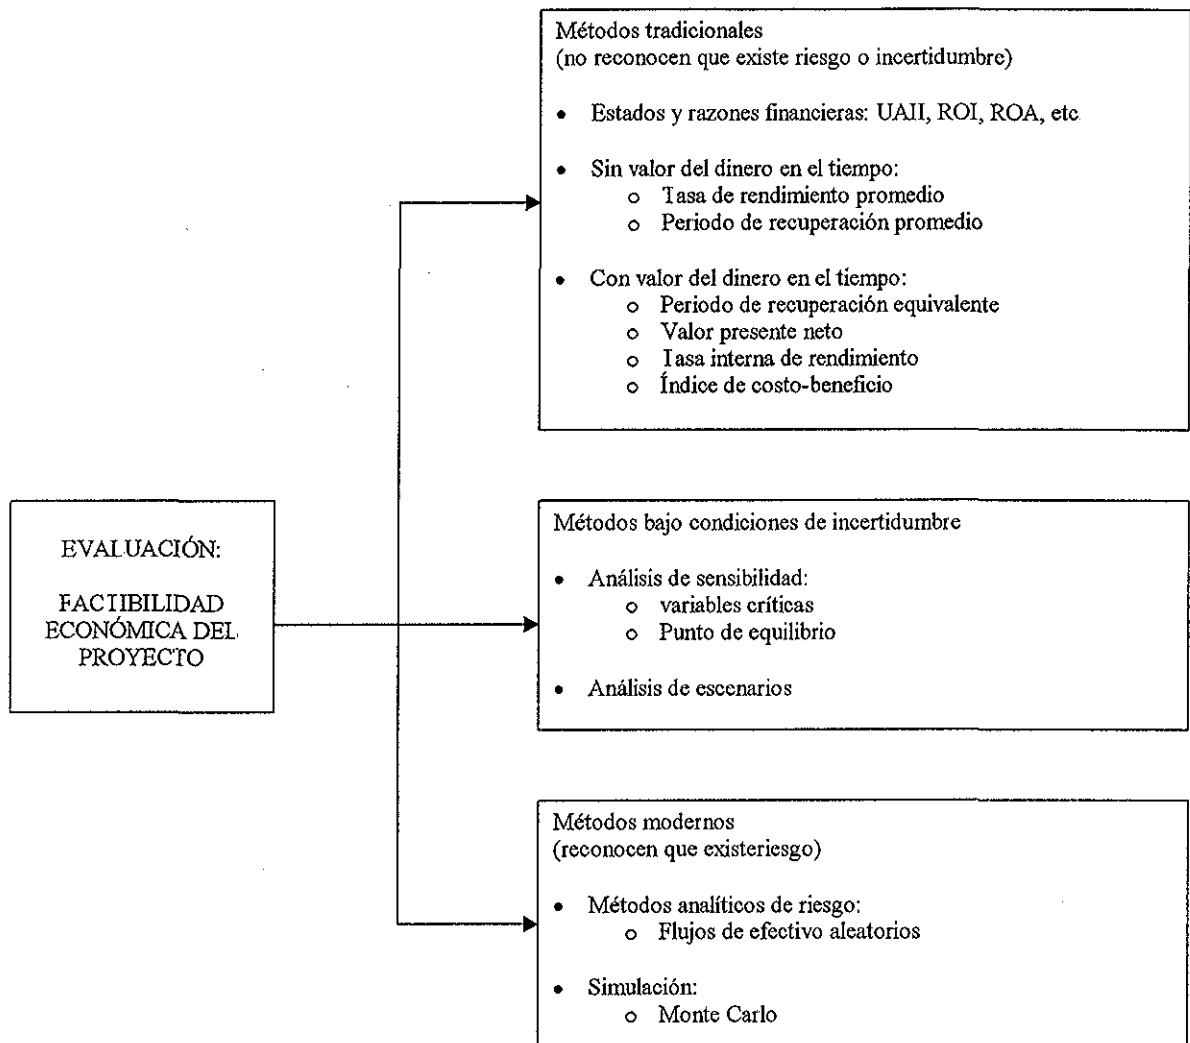 Métodos tradicionales
(no reconocen que existe riesgo o incertidumbre)
• Estados y razones financieras: UAII, ROI, ROA, etc
• Sin valor del dinero en el tiempo:
o Tasa de rendimiento promedio
o Periodo de recuperación promedio
• Con valor del dinero en el tiempo:
o Periodo de recuperación equivalente
o Valor presente neto
o Tasa interna de rendimiento
o Índice de costo-beneficio
EVALUACIÓN:
FACTIBILIDAD
ECONÓMICA DEL
PROYECTO
Métodos bajo condiciones de incertidumbre
• Análisis de sensibilidad:
o variables críticas
o Punto de equilibrio
• Análisis de escenarios
Métodos modernos
(reconocen que existeriesgo)
• Métodos analíticos de riesgo:
o Flujos de efectivo aleatorios
• Simulación:
o Monte Carlo